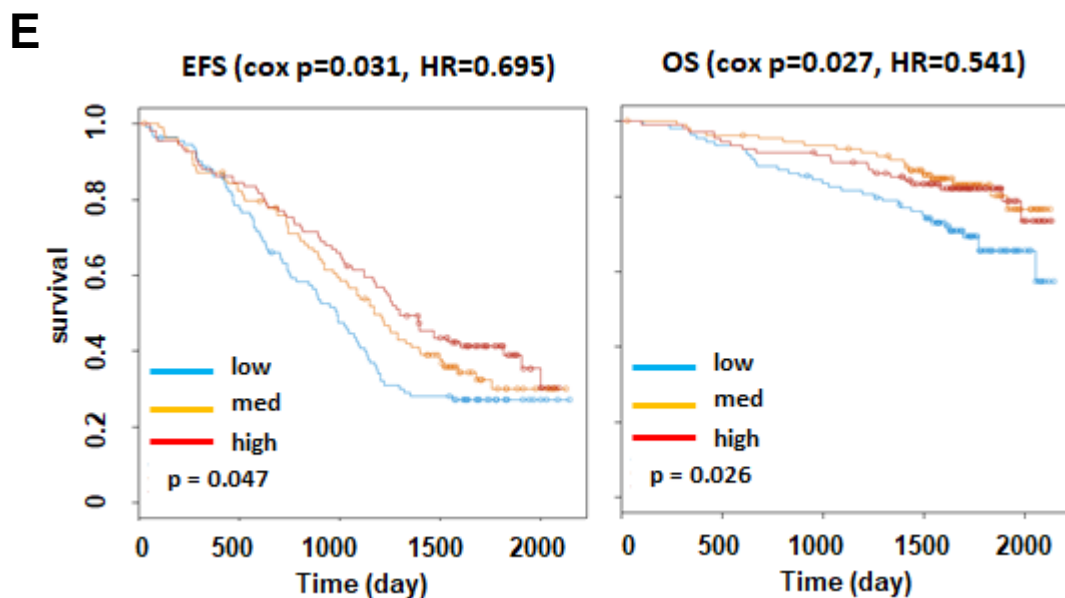 E
EFS (cox p=0.031, HR=0.695)
OS (cox p=0.027, HR=0.541)
survival
1.0
0.8
0.6
0.4
0.2
0
low
med
high
p = 0.047
0 500 1000 1500 2000
Time (day)
low
med
high
p = 0.026
0 500 1000 1500 2000
Time (day)